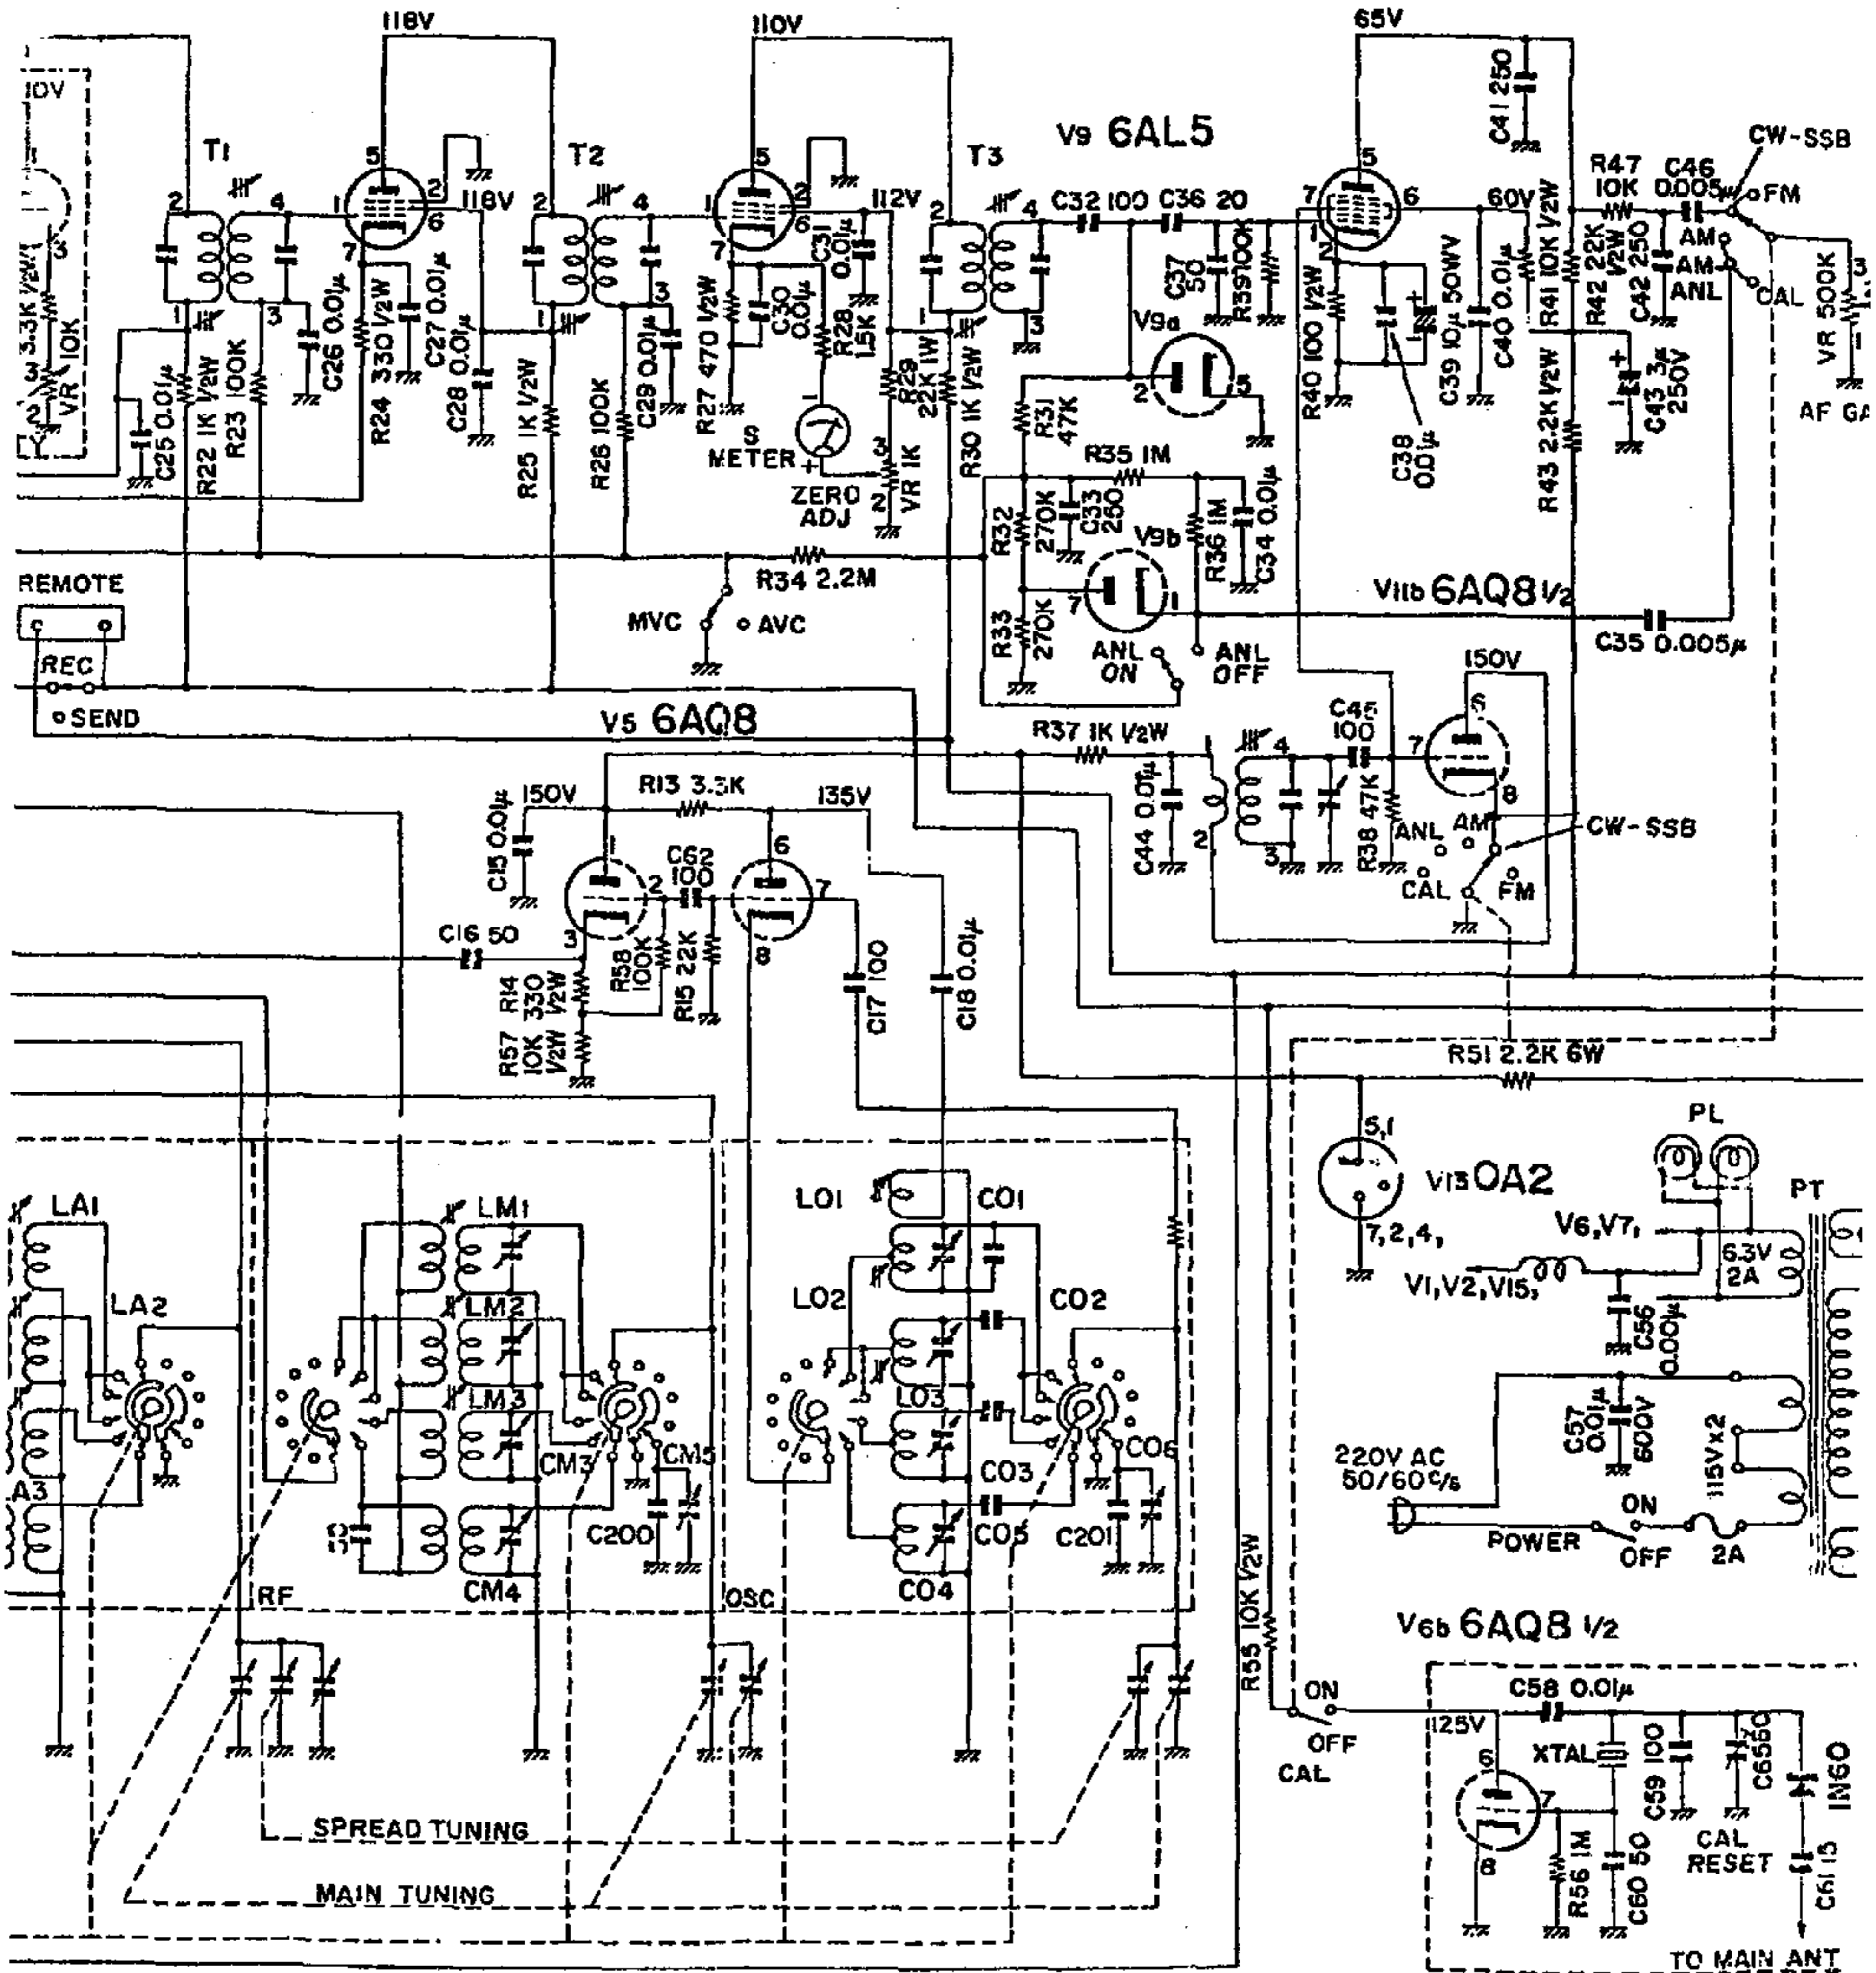 118V
110V
65V
T1
T2
T3
V9 6AL5
C41 250
CW-SSB
FM
AM
AM-
ANL
CAL
R47
10K
C46
0.005μ
118V
112V
60V
C32 100
C36 20
C37
50
R39 100K
C31
0.01μ
R40 100 1/2W
C38
0.01μ
C39 10μ 50WV
C40 0.01μ
R41 10K 1/2W
R42 22K
1/2W
C42 250
C43 3μ
250V
R43 2.2K 1/2W
VR 500K
AF GA
3.3K 1/2W
VR 10K
C25 0.01μ
R22 1K 1/2W
R23 100K
C26 0.01μ
R24 330 1/2W
C27 0.01μ
C28 0.01μ
R25 1K 1/2W
R26 100K
C29 0.01μ
R27 470 1/2W
C30
0.01μ
R28
1.5K
R29
22K 1W
R30 1K 1/2W
S
METER
ZERO
ADJ
VR 1K
V9a
R31
47K
R35 1M
R32
270K
C33
250
V9b
R36 1M
C34 0.01μ
R33
270K
ANL
ON
ANL
OFF
R34 2.2M
MVC
AVC
REMOTE
REC
SEND
V11b 6AQ8 1/2
C35 0.005μ
150V
V5 6AQ8
R37 1K 1/2W
C45
100
C44 0.01μ
R38 47K
ANL
AM
CW-SSB
CAL
FM
C15 0.01μ
150V
R13 3.3K
135V
C62
100
C16 50
R14
330
1/2W
R57
10K
1/2W
R58
100K
R15 22K
C17 100
C18 0.01μ
R51 2.2K 6W
5,1
V13 0A2
7,2,4,
PL
PT
V6,V7,
6.3V
2A
V1,V2,V15,
C56
C57
0.01μ
600V
115Vx2
220V AC
50/60 c/s
POWER
ON
OFF
2A
LA1
LA2
A3
LM1
LM2
LM3
CM3
CM4
CM5
C200
RF
LO1
LO2
LO3
CO1
CO2
CO3
CO4
CO5
CO6
C201
OSC
R55 10K 1/2W
ON
OFF
CAL
V6b 6AQ8 1/2
C58 0.01μ
125V
XTAL
C59 100
1N60
R56 1M
C60 50
CAL
RESET
C61 15
TO MAIN ANT
SPREAD TUNING
MAIN TUNING